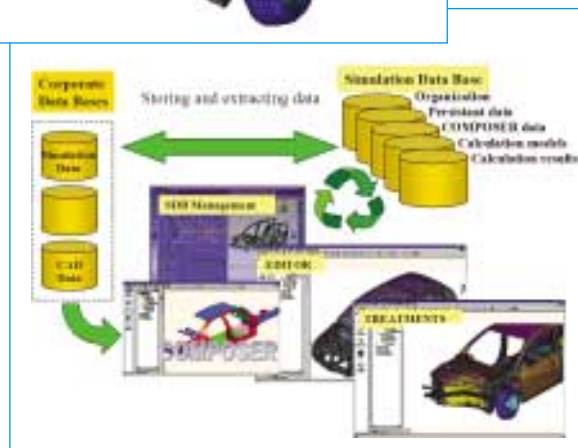 Corporate
Data Bases
Storing and extracting data
Simulation Data Base
Organization
Persistant data
COMPOSER data
Calculation models
Calculation results
Simulation
Data
CAD
Data
SDB Management
EDITOR
COMPOSER
TREATMENTS